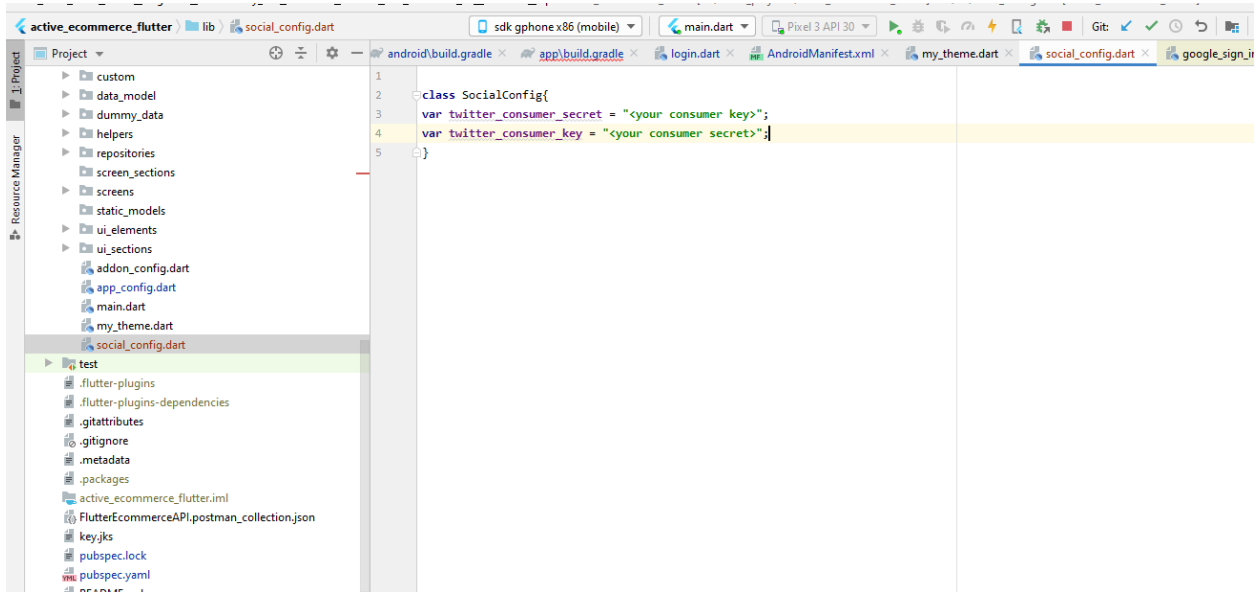 active_ecommerce_flutter lib social_config.dart sdk gphone x86 (mobile) main.dart Pixel 3 API 30 Git:
Project android\build.gradle app\build.gradle login.dart AndroidManifest.xml my_theme.dart social_config.dart google_sign_i
1: Project
Resource Manager
custom
data_model
dummy_data
helpers
repositories
screen_sections
screens
static_models
ui_elements
ui_sections
addon_config.dart
app_config.dart
main.dart
my_theme.dart
social_config.dart
test
.flutter-plugins
.flutter-plugins-dependencies
.gitattributes
.gitignore
.metadata
.packages
active_ecommerce_flutter.iml
FlutterEcommerceAPI.postman_collection.json
key.jks
pubspec.lock
pubspec.yaml
1
2 class SocialConfig{
3 var twitter_consumer_secret = "<your consumer key>";
4 var twitter_consumer_key = "<your consumer secret>";
5 }